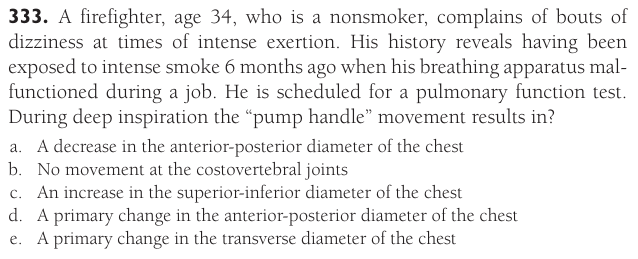 333. A firefighter, age 34, who is a nonsmoker, complains of bouts of
dizziness at times of intense exertion. His history reveals having been
exposed to intense smoke 6 months ago when his breathing apparatus mal-
functioned during a job. He is scheduled for a pulmonary function test.
During deep inspiration the “pump handle” movement results in?
a. A decrease in the anterior-posterior diameter of the chest
b. No movement at the costovertebral joints
c. An increase in the superior-inferior diameter of the chest
d. A primary change in the anterior-posterior diameter of the chest
e. A primary change in the transverse diameter of the chest